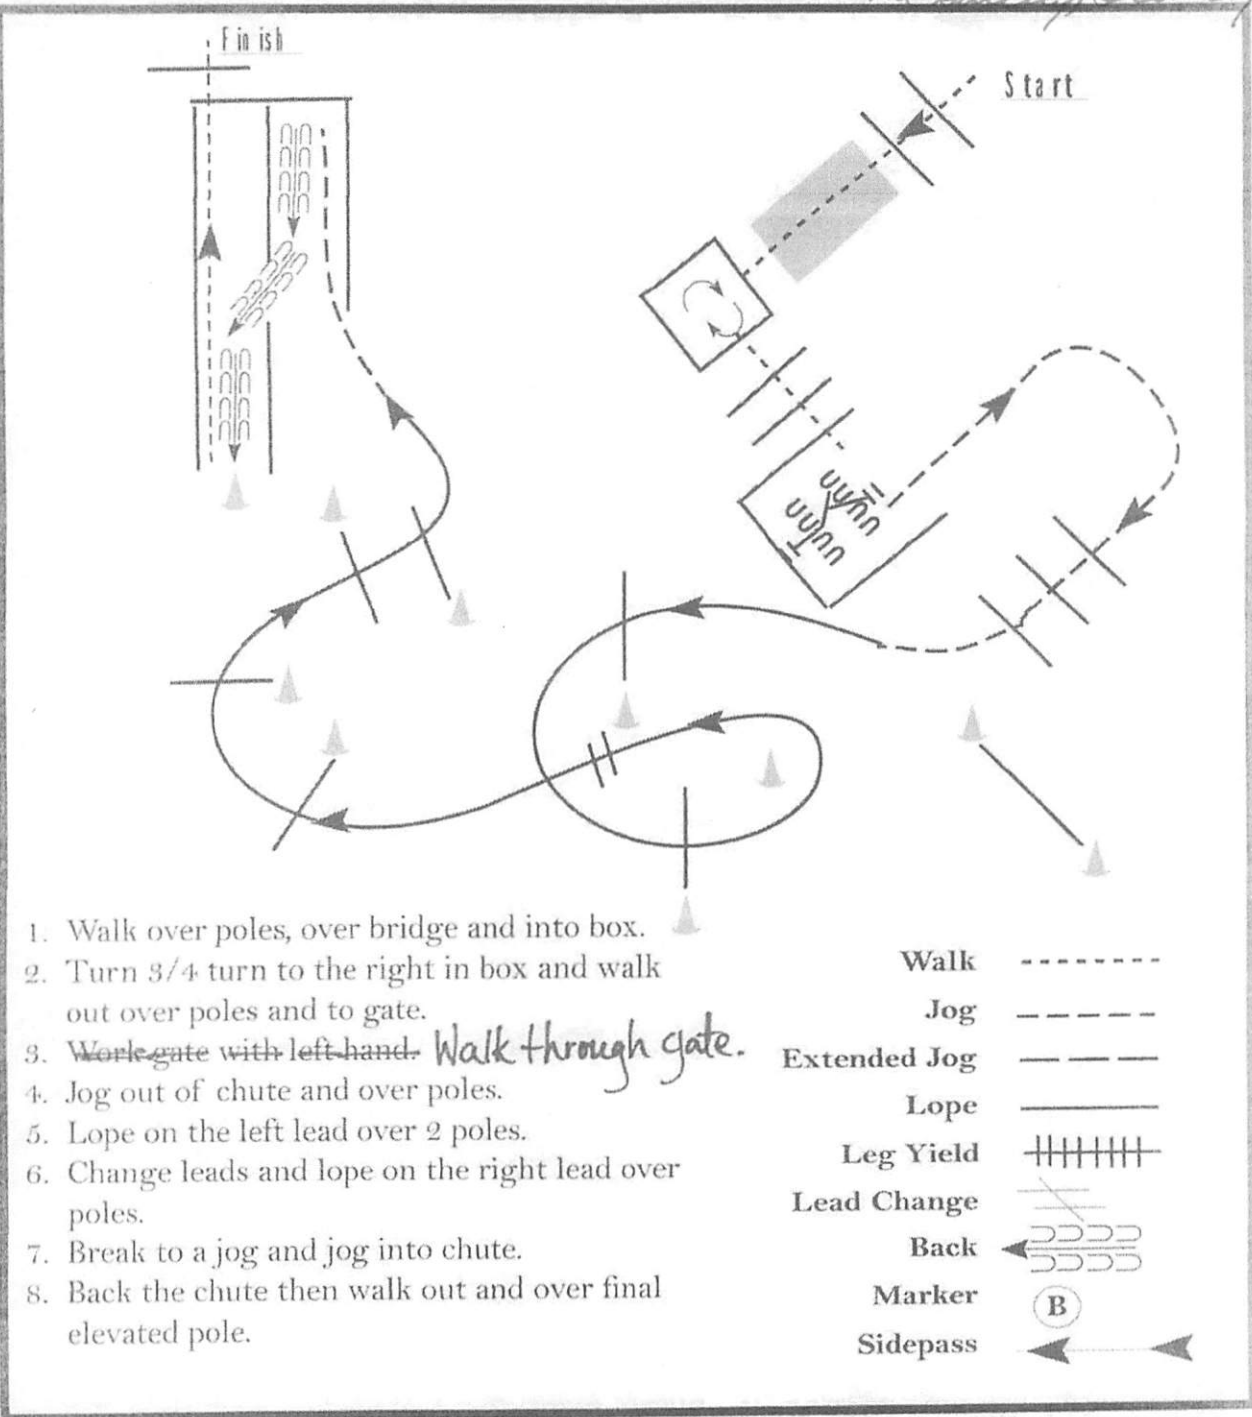 Finish
Start
1. Walk over poles, over bridge and into box.
2. Turn 3/4 turn to the right in box and walk
out over poles and to gate.
3. Work gate with left hand. Walk through gate.
4. Jog out of chute and over poles.
5. Lope on the left lead over 2 poles.
6. Change leads and lope on the right lead over
poles.
7. Break to a jog and jog into chute.
8. Back the chute then walk out and over final
elevated pole.
Walk
Jog
Extended Jog
Lope
Leg Yield
Lead Change
Back
Marker B
Sidepass